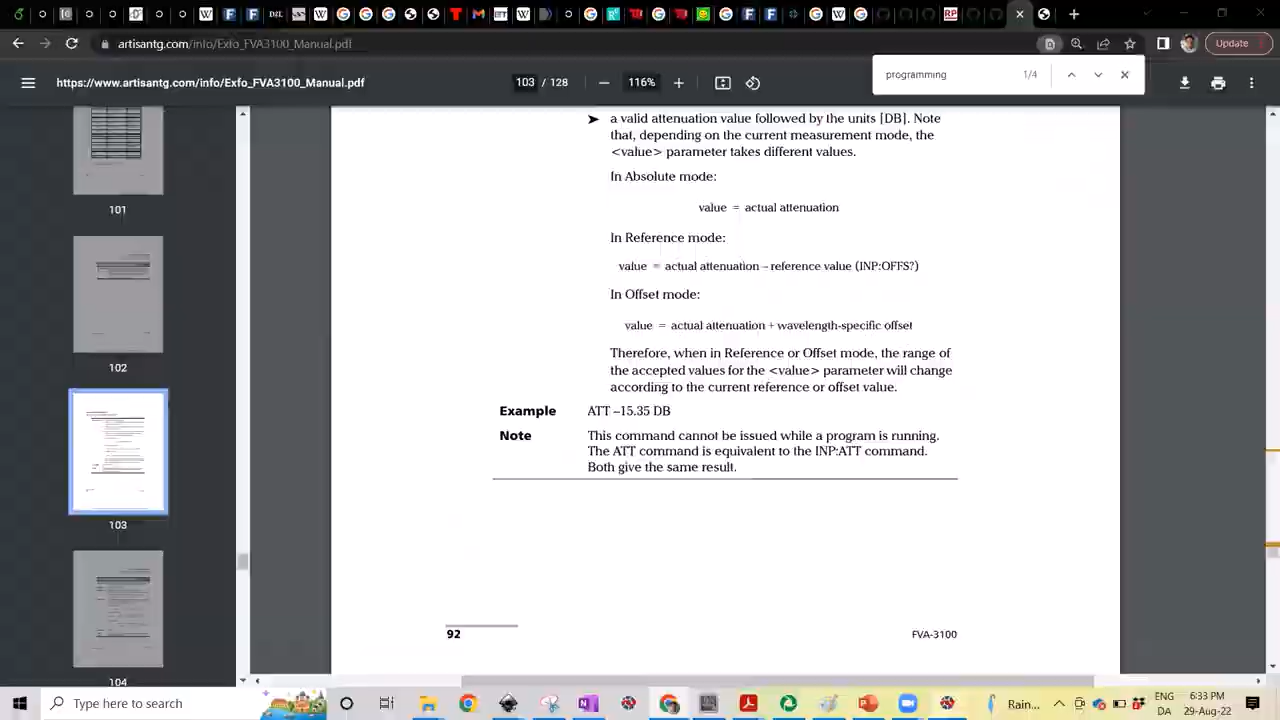 artisantg.com/info/Exfo_FVA3100_Manual.pdf
Update
https://www.artisantg.com/info/Exfo_FVA3100_Manual.pdf
103 / 128
116%
programming
1/4
101
102
103
104
➤ a valid attenuation value followed by the units [DB]. Note
that, depending on the current measurement mode, the
<value> parameter takes different values.
In Absolute mode:
value = actual attenuation
In Reference mode:
value = actual attenuation – reference value (INP:OFFS?)
In Offset mode:
value = actual attenuation + wavelength-specific offset
Therefore, when in Reference or Offset mode, the range of
the accepted values for the <value> parameter will change
according to the current reference or offset value.
Example ATT –15.35 DB
Note This command cannot be issued while a program is running.
The ATT command is equivalent to the INP:ATT command.
Both give the same result.
92
FVA-3100
Type here to search
Rain...
ENG
DA
6:33 PM
29-Aug-22